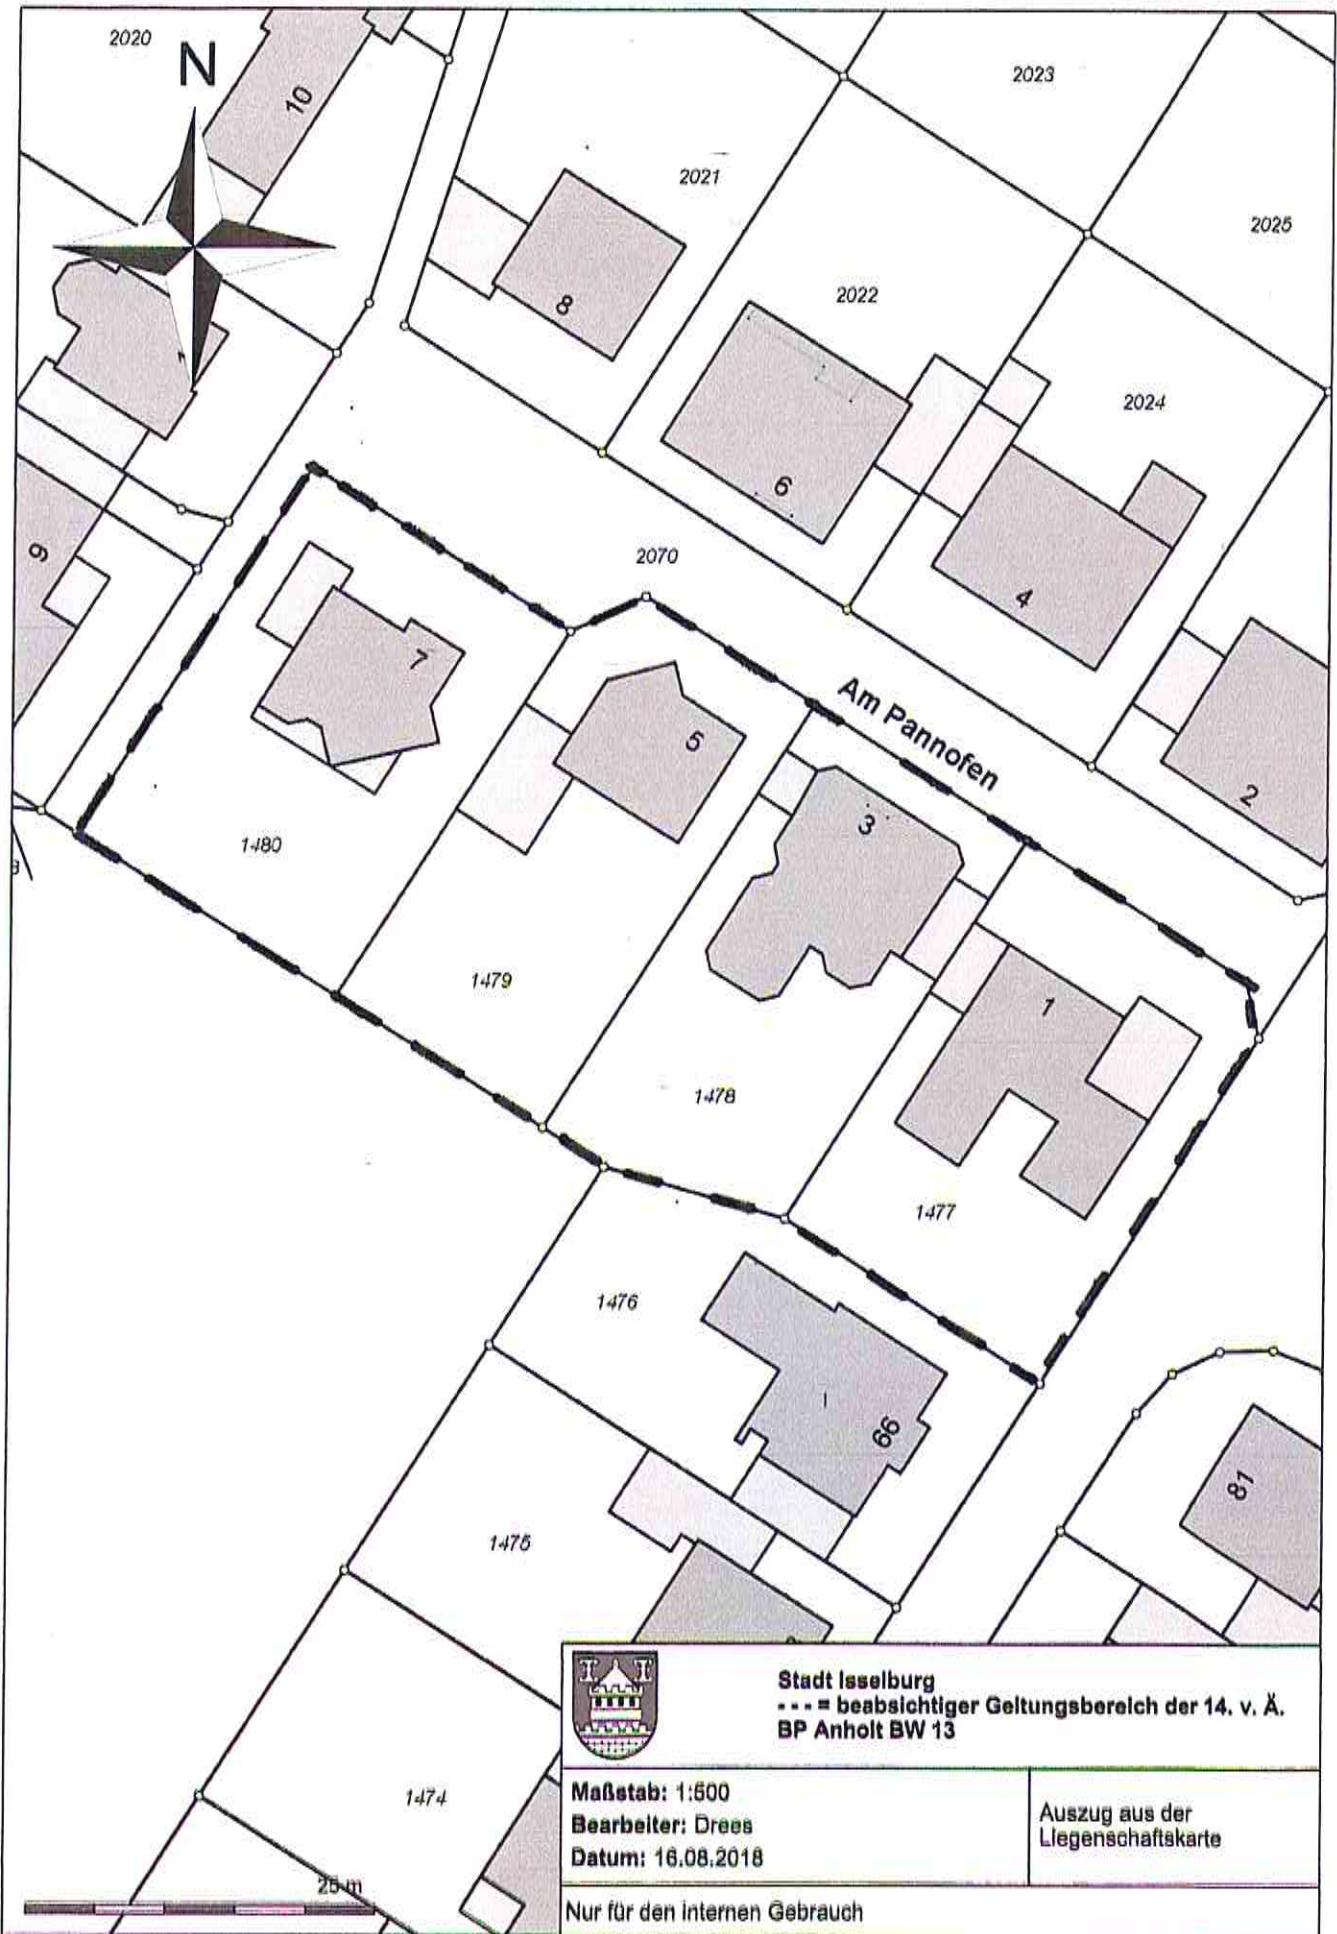 2020
N
10
2023
2021
2025
8
2022
2024
6
9
2070
4
7
Am Pannofen
5
2
3
1480
1479
1
1478
1477
1476
66
81
1475
Stadt Isselburg
- - - = beabsichtiger Geltungsbereich der 14. v. Ä.
BP Anholt BW 13
1474
Maßstab: 1:500
Bearbeiter: Drees
Datum: 16.08.2018
Auszug aus der
Liegenschaftskarte
25 m
Nur für den internen Gebrauch